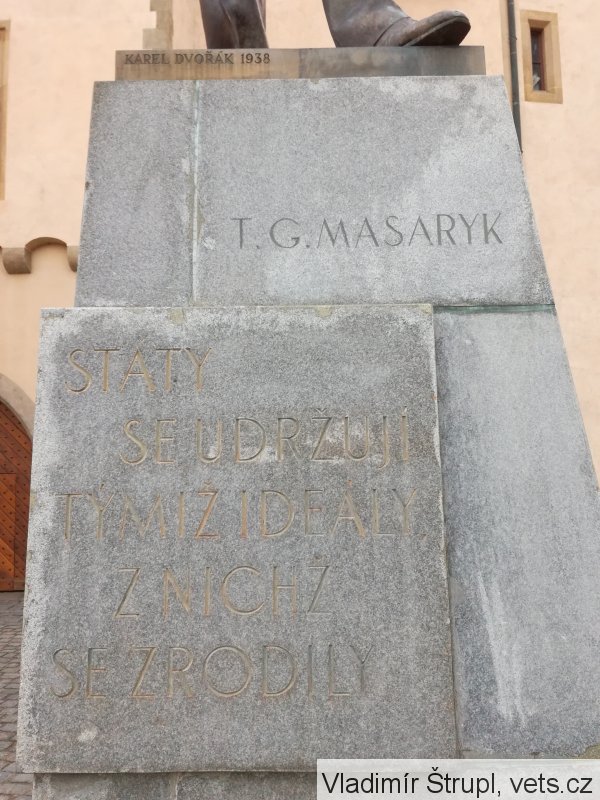 KAREL DVOŘÁK 1938
T. G. MASARYK
STÁTY
SE UDRŽUJÍ
TÝMIŽ IDEÁLY,
Z NICHŽ
SE ZRODILY
Vladimír Štrupl, vets.cz